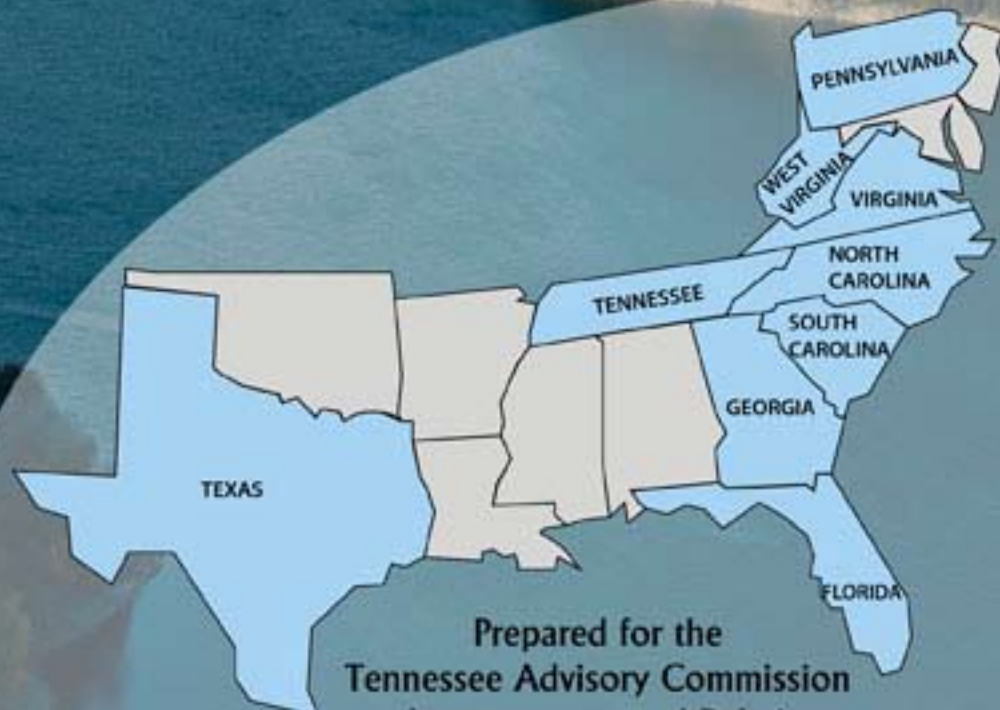 PENNSYLVANIA
WEST
VIRGINIA
VIRGINIA
NORTH
CAROLINA
TENNESSEE
SOUTH
CAROLINA
GEORGIA
TEXAS
FLORIDA
Prepared for the
Tennessee Advisory Commission